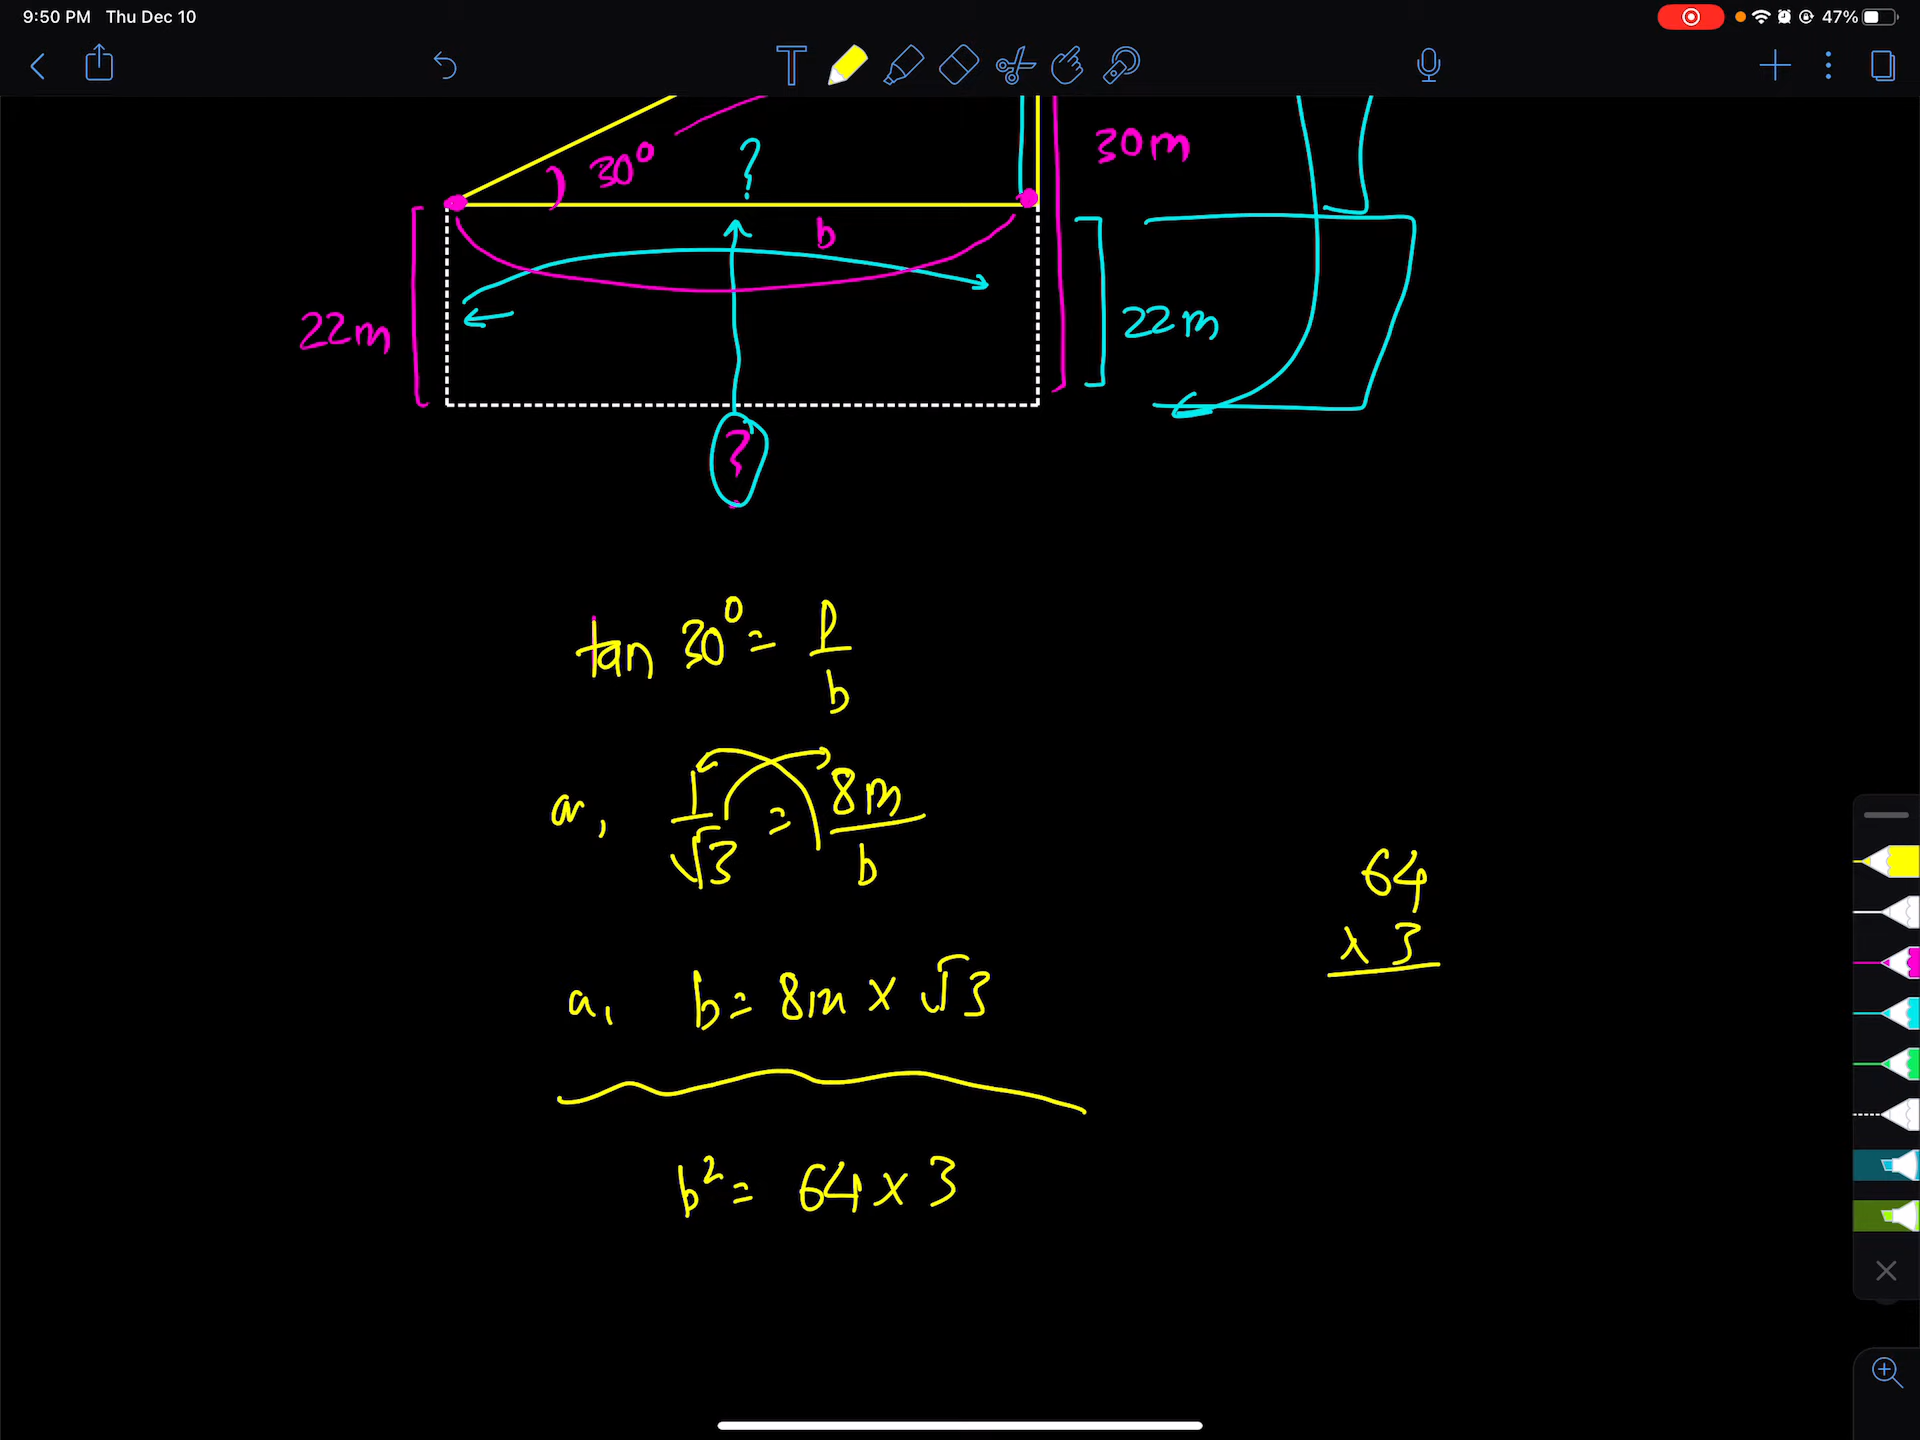 9:50 PM Thu Dec 10
47%
T
30m
30°
?
b
22m
22m
?
tan 30° = p/b
or, 1/√3 = 8m/b
64
x 3
a, b = 8m x √3
b² = 64 x 3